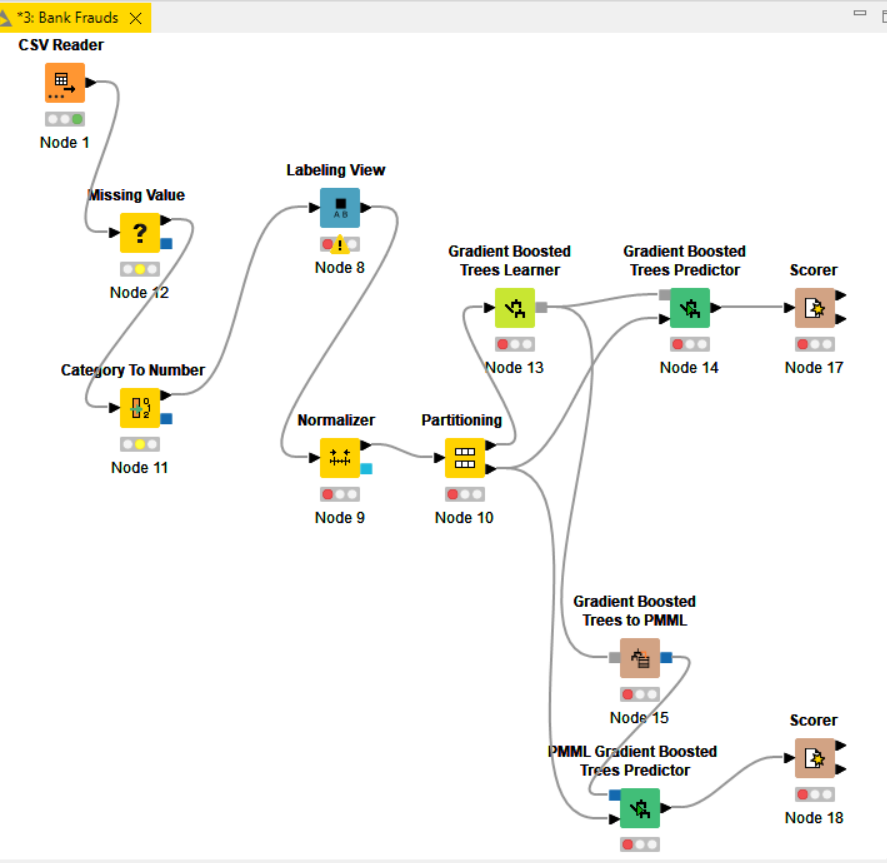 *3: Bank Frauds
CSV Reader
Node 1
Missing Value
?
Node 12
Category To Number
Node 11
Labeling View
A B
!
Node 8
Normalizer
Node 9
Partitioning
Node 10
Gradient Boosted
Trees Learner
Node 13
Gradient Boosted
Trees Predictor
Node 14
Scorer
Node 17
Gradient Boosted
Trees to PMML
Node 15
PMML Gradient Boosted
Trees Predictor
Scorer
Node 18